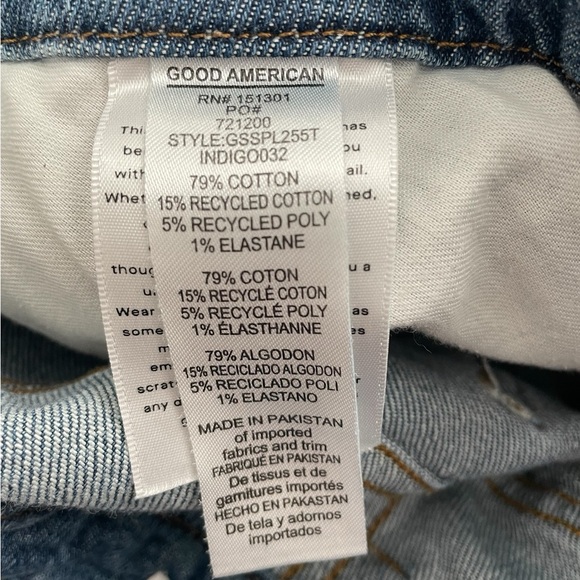 GOOD AMERICAN
RN# 151301
PO#
721200
STYLE:GSSPL255T
INDIGO032
79% COTTON
15% RECYCLED COTTON
5% RECYCLED POLY
1% ELASTANE
79% COTON
15% RECYCLÉ COTON
5% RECYCLÉ POLY
1% ÉLASTHANNE
79% ALGODON
15% RECICLADO ALGODON
5% RECICLADO POLI
1% ELASTANO
MADE IN PAKISTAN
of imported
fabrics and trim
FABRIQUÉ EN PAKISTAN
De tissus et de
garnitures importés
HECHO EN PAKASTAN
De tela y adornos
importados
Wear
any